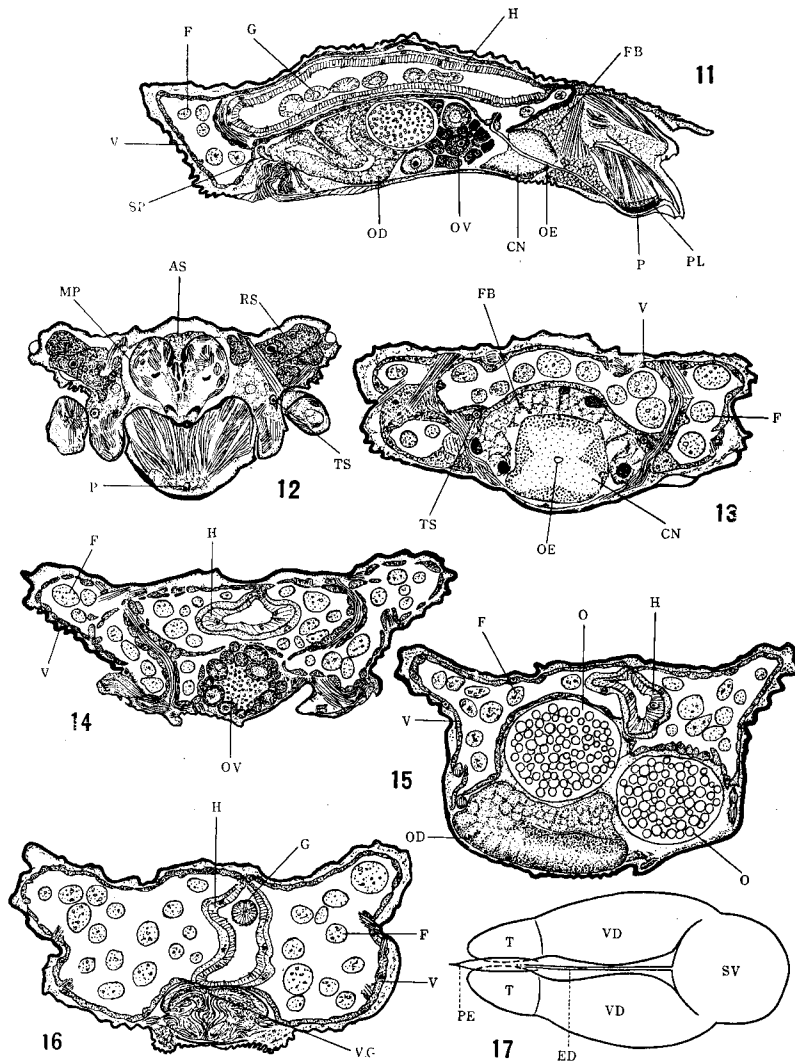 F G H FB 11
V
SP OD OV CN OE P PL
MP AS RS
P TS 12
FB V
F
TS OE CN 13
F H
V
14 OV
F O H
V
15
OD O
H G
F
V
16 VG
T VD SV
T VD
PE ED 17